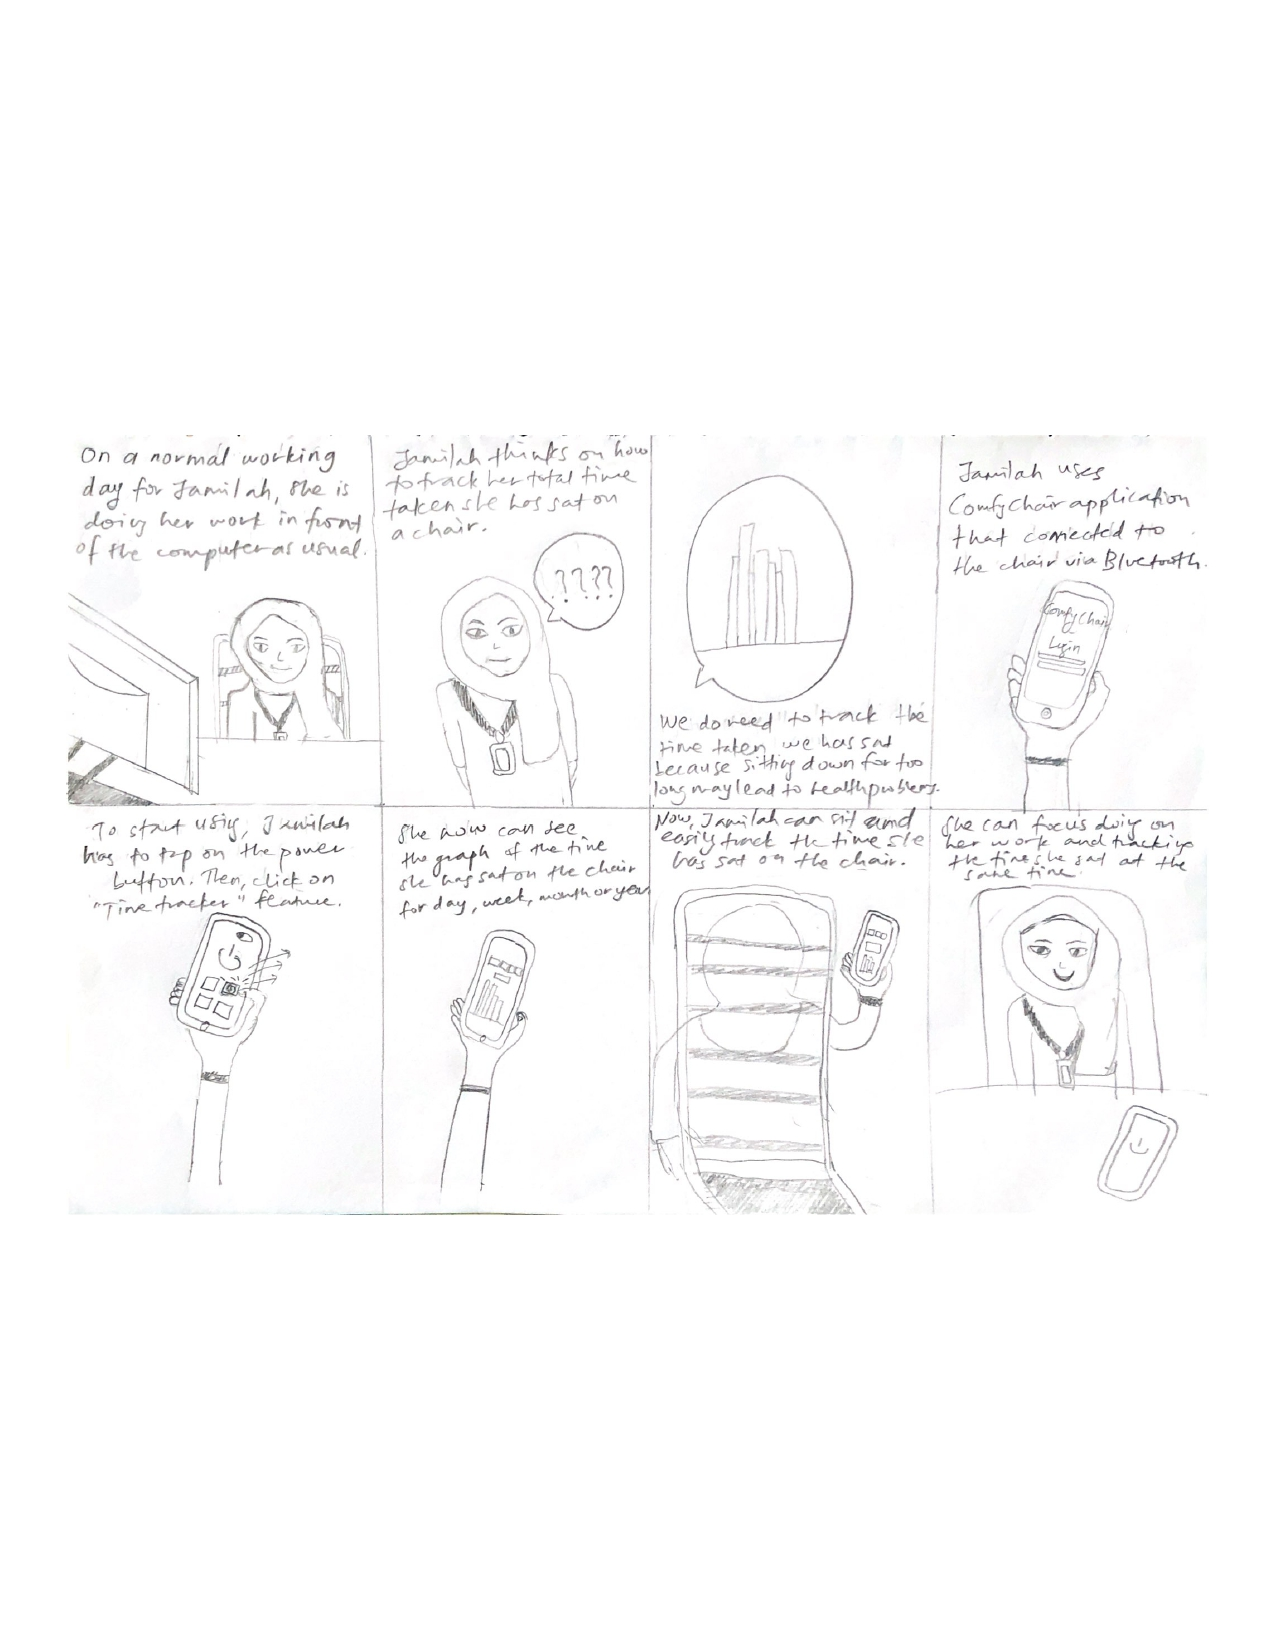 On a normal working
day for Jamilah, she is
doing her work in front
of the computer as usual.
Jamilah thinks on how
to track her total time
taken she has sat on
a chair.
????
We do need to track the
time taken we has sat
because sitting down for too
long may lead to health problems.
Jamilah uses
ComfyChair application
that connected to
the chair via Bluetooth.
Comfy Chair
Login
To start using, Jamilah
has to tap on the power
button. Then, click on
"Time tracker" feature.
She now can see
the graph of the time
she has sat on the chair
for day, week, month or year
Now, Jamilah can sit and
easily track the time she
has sat on the chair.
She can focus doing on
her work and tracking
the time she sat at the
same time.